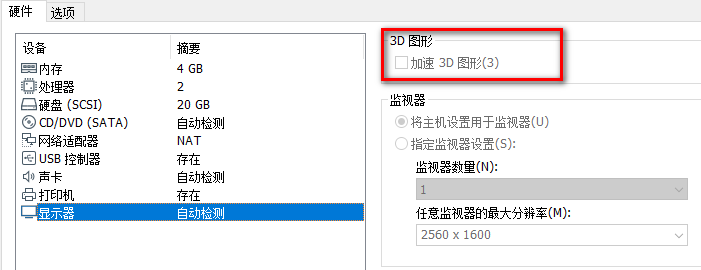 硬件 选项
设备 摘要
内存 4 GB
处理器 2
硬盘 (SCSI) 20 GB
CD/DVD (SATA) 自动检测
网络适配器 NAT
USB 控制器 存在
声卡 自动检测
打印机 存在
显示器 自动检测
3D 图形
加速 3D 图形(3)
监视器
将主机设置用于监视器(U)
指定监视器设置(S):
监视器数量(N):
1
任意监视器的最大分辨率(M):
2560 x 1600